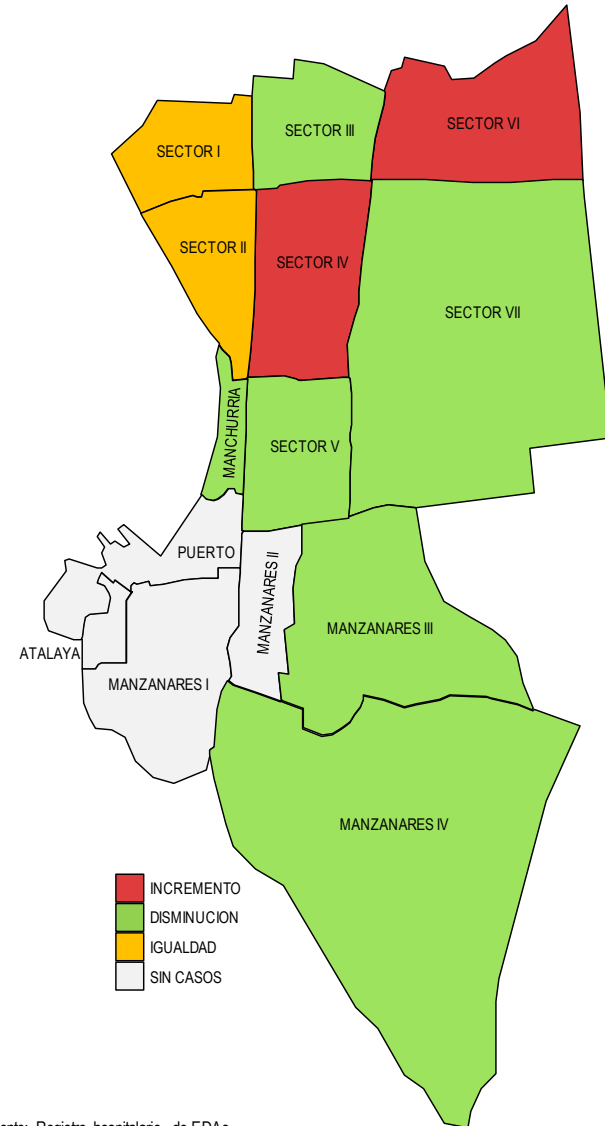 SECTOR VI
SECTOR III
SECTOR I
SECTOR II
SECTOR IV
SECTOR VII
MANCHURRIA
SECTOR V
PUERTO
MANZANARES II
MANZANARES III
ATALAYA
MANZANARES I
MANZANARES IV
INCREMENTO
DISMINUCION
IGUALDAD
SIN CASOS